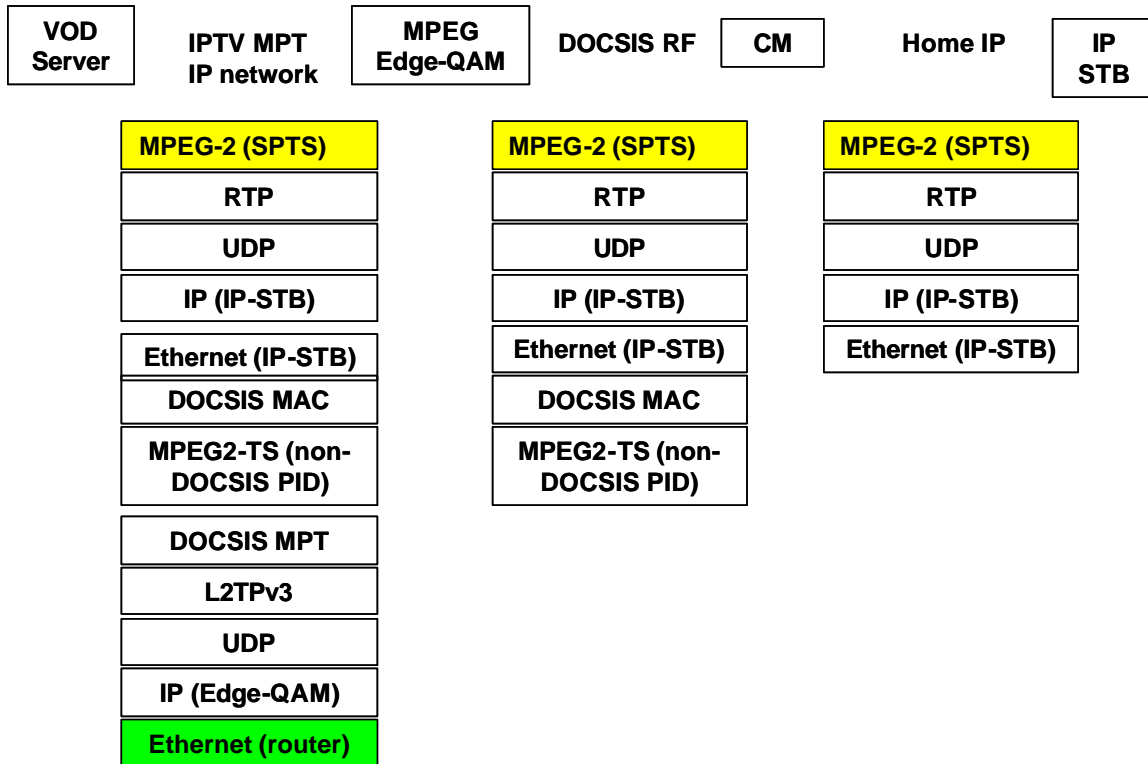 VOD
Server
IPTV MPT
IP network
MPEG
Edge-QAM
DOCSIS RF
CM
Home IP
IP
STB
MPEG-2 (SPTS)
RTP
UDP
IP (IP-STB)
Ethernet (IP-STB)
DOCSIS MAC
MPEG2-TS (non-
DOCSIS PID)
DOCSIS MPT
L2TPv3
UDP
IP (Edge-QAM)
Ethernet (router)
MPEG-2 (SPTS)
RTP
UDP
IP (IP-STB)
Ethernet (IP-STB)
DOCSIS MAC
MPEG2-TS (non-
DOCSIS PID)
MPEG-2 (SPTS)
RTP
UDP
IP (IP-STB)
Ethernet (IP-STB)